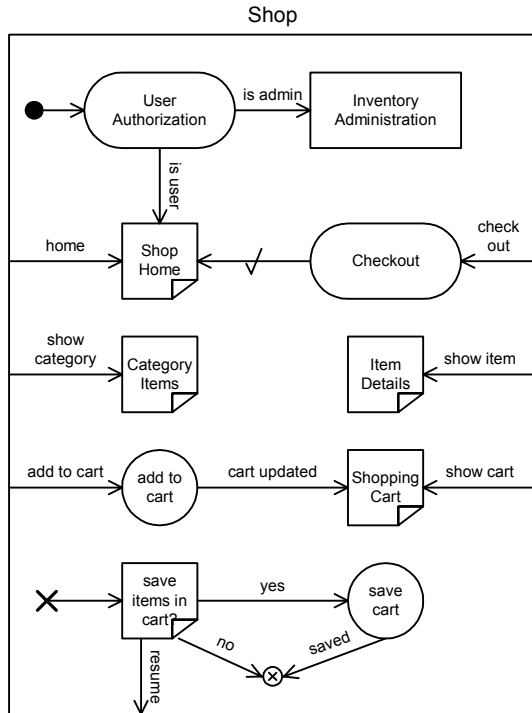 Shop
User
Authorization
is admin
Inventory
Administration
is user
home
Shop
Home
Checkout
check
out
show
category
Category
Items
Item
Details
show item
add to cart
add to
cart
cart updated
Shopping
Cart
show cart
save
items in
cart?
yes
save
cart
no
saved
resume